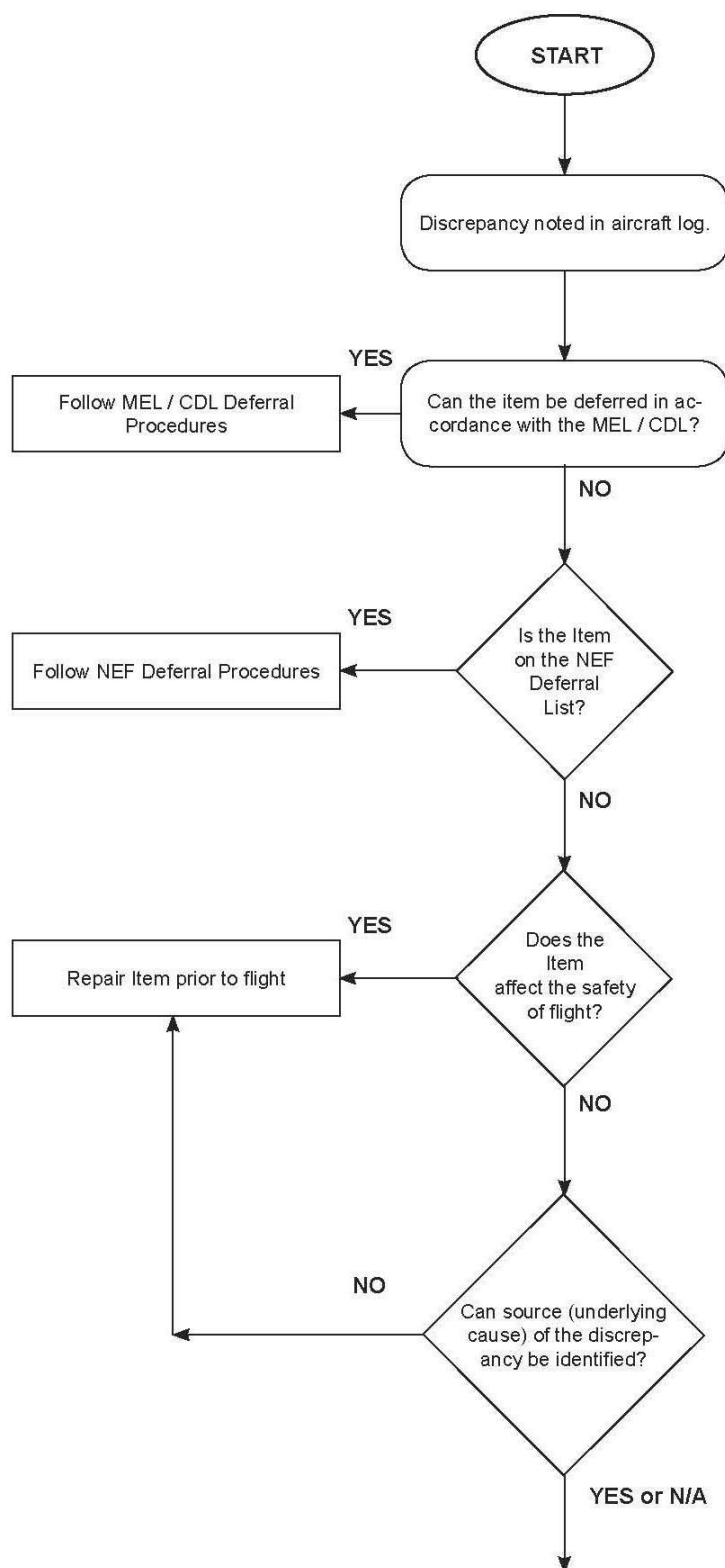 START
Discrepancy noted in aircraft log.
YES
Follow MEL / CDL Deferral
Procedures
Can the item be deferred in ac-
cordance with the MEL / CDL?
NO
YES
Follow NEF Deferral Procedures
Is the Item
on the NEF
Deferral
List?
NO
YES
Repair Item prior to flight
Does the
Item
affect the safety
of flight?
NO
NO
Can source (underlying
cause) of the discrep-
ancy be identified?
YES or N/A